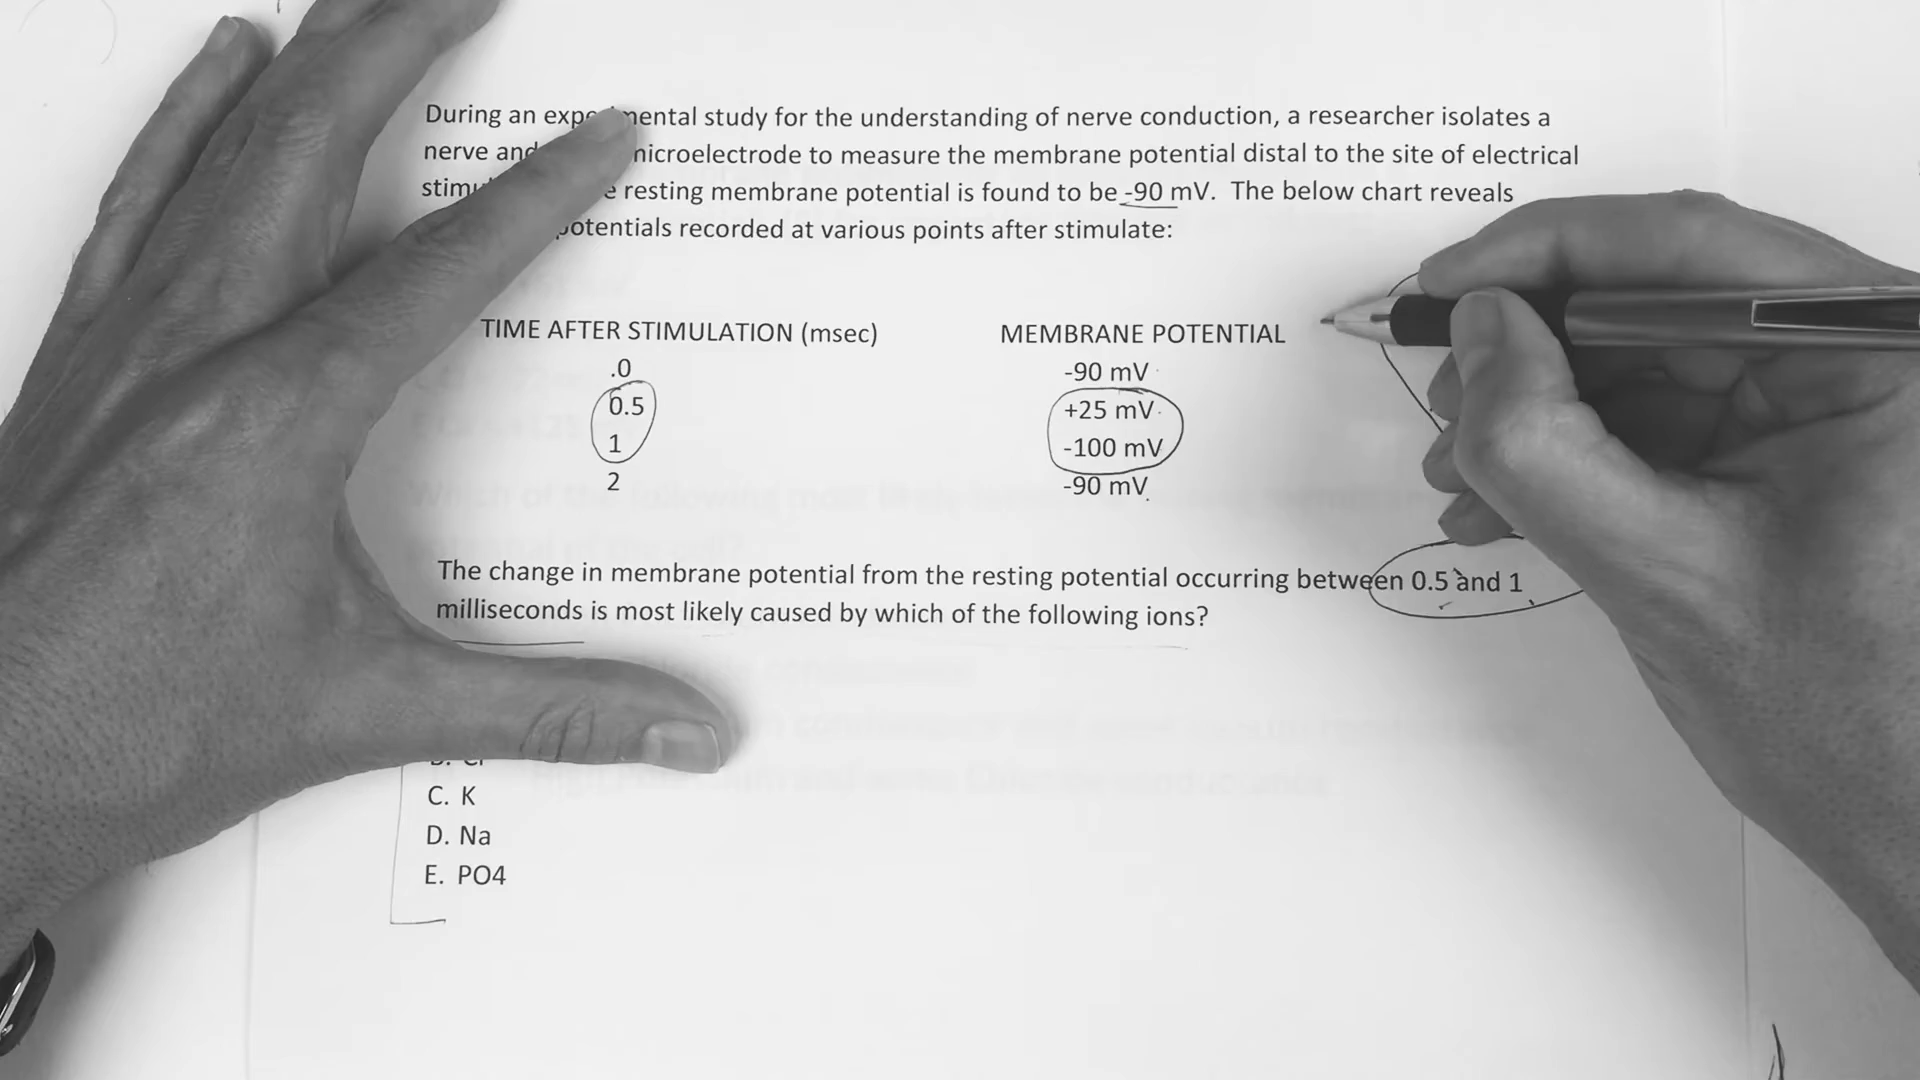 During an mental study for the understanding of nerve conduction, a researcher isolates a
nerve and microelectrode to measure the membrane potential distal to the site of electrical
resting membrane potential is found to be -90 mV. The below chart reveals
potentials recorded at various points after stimulate:
TIME AFTER STIMULATION (msec) MEMBRANE POTENTIAL
.0 -90 mV
0.5 +25 mV
1 -100 mV
2 -90 mV
The change in membrane potential from the resting potential occurring between 0.5 and 1
milliseconds is most likely caused by which of the following ions?
C. K
D. Na
E. PO4